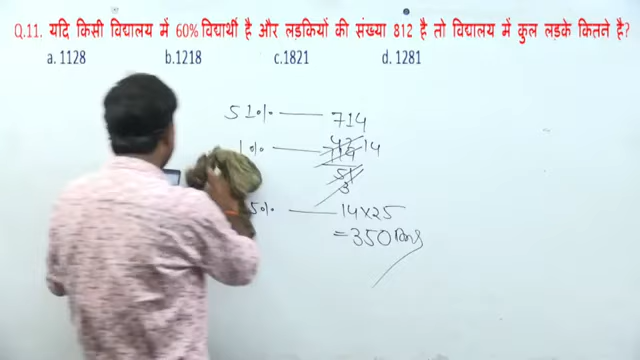 Q.11. यदि किसी विद्यालय में 60% विद्यार्थी है और लड़कियों की संख्या 812 है तो विद्यालय में कुल लड़के कितने है?
a. 1128 b.1218 c.1821 d. 1281
51% — 714
1% — 14
5% — 14×25
=350